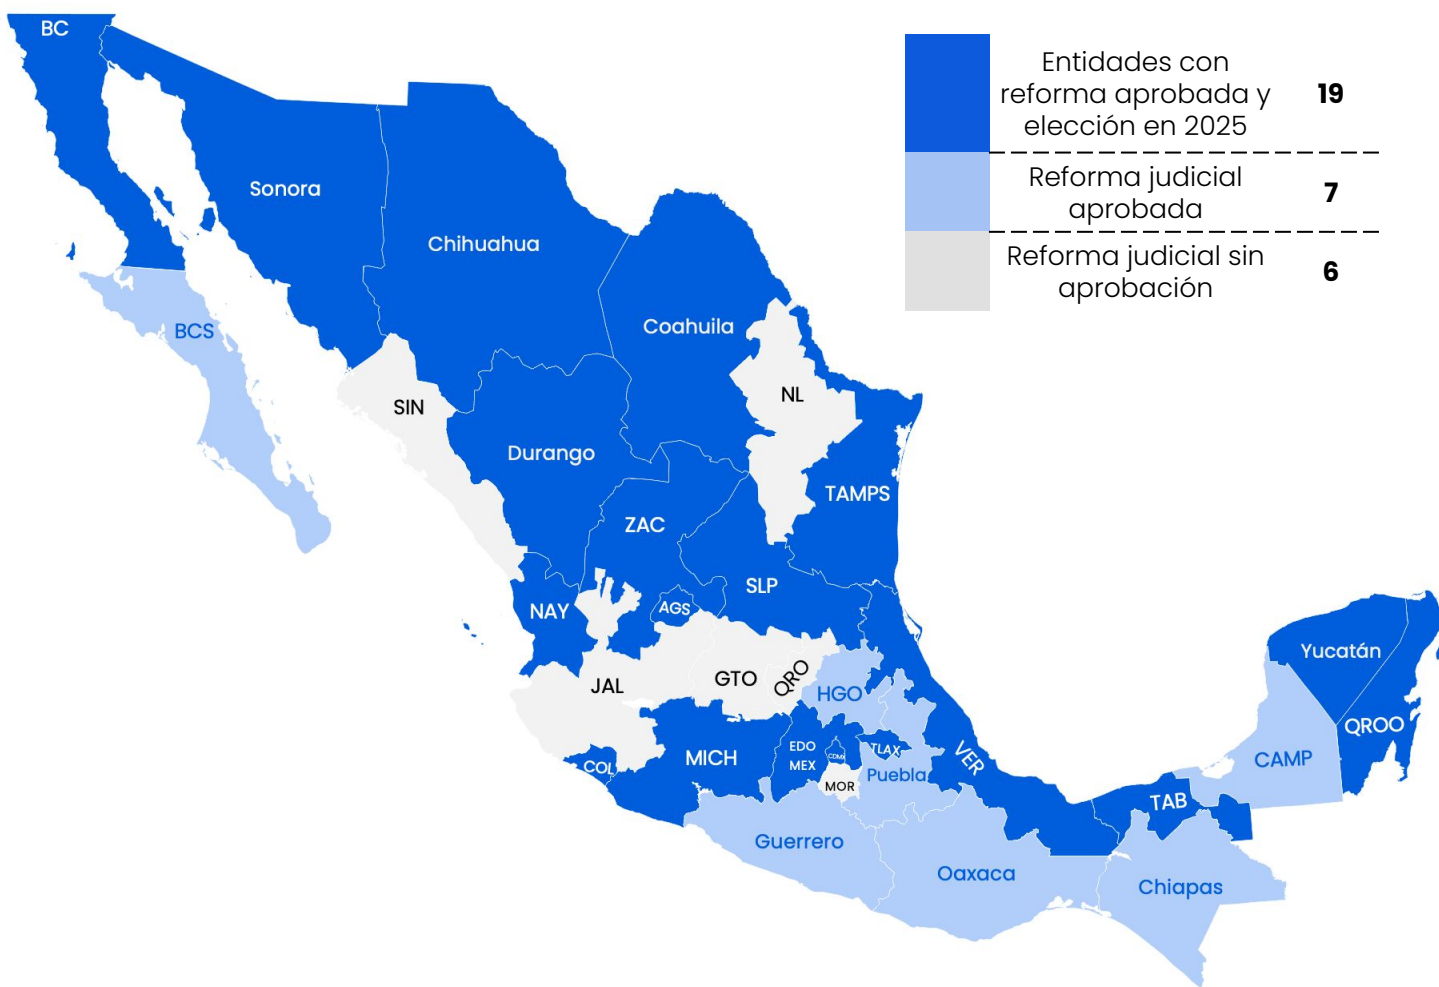 BC
Entidades con
reforma aprobada y
elección en 2025
19
Reforma judicial
aprobada
7
Reforma judicial sin
aprobación
6
Sonora
Chihuahua
Coahuila
BCS
NL
SIN
Durango
TAMPS
ZAC
SLP
NAY
AGS
Yucatán
JAL
GTO
QRO
HGO
QROO
MICH
EDO
MEX
CDMX
TLAX
VER
COL
Puebla
CAMP
MOR
TAB
Guerrero
Oaxaca
Chiapas